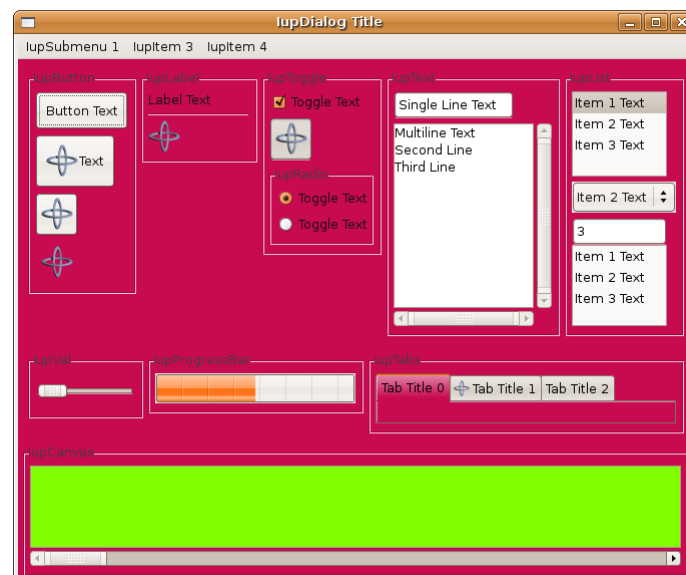 IupDialog Title
IupSubmenu 1 IupItem 3 IupItem 4
IupButton
Button Text
Text
IupLabel
Label Text
IupToggle
Toggle Text
IupRadio
Toggle Text
Toggle Text
IupText
Single Line Text
Multiline Text
Second Line
Third Line
IupList
Item 1 Text
Item 2 Text
Item 3 Text
Item 2 Text
3
Item 1 Text
Item 2 Text
Item 3 Text
IupVal
IupProgressBar
IupTabs
Tab Title 0 Tab Title 1 Tab Title 2
IupCanvas